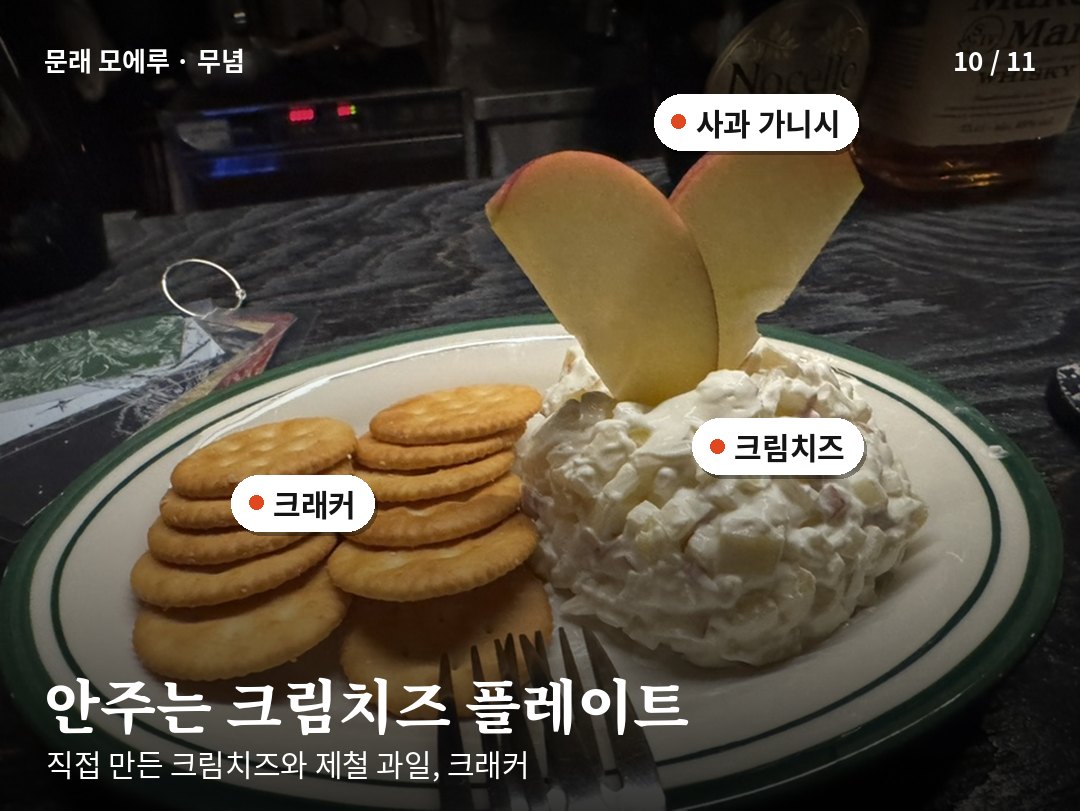 문래 모에루 · 무념
10 / 11
Nocello
WHISKY
사과 가니시
크림치즈
크래커
안주는 크림치즈 플레이트
직접 만든 크림치즈와 제철 과일, 크래커